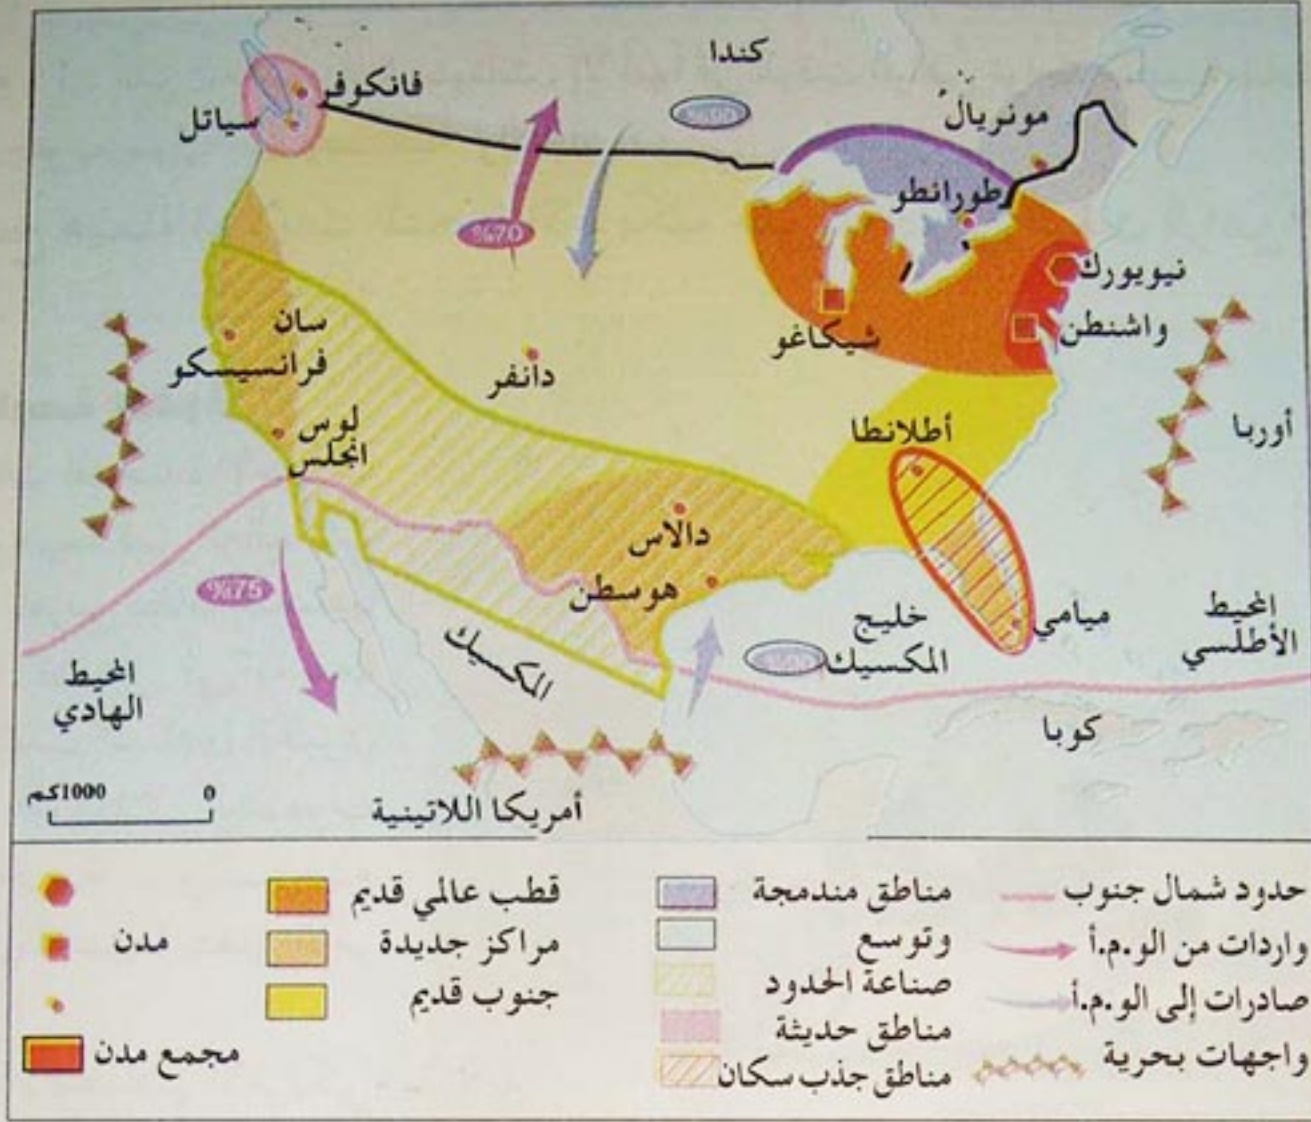 كندا
فانكوفر
سياتل
مونريال
طورانطو
%70
نيويورك
واشنطن
شيكاغو
سان
فرانسيسكو
دانفر
لوس
انجلس
أطلانطا
أوربا
دالاس
هوسطن
%75
خليج
المكسيك
ميامي
المحيط
الأطلسي
المكسيك
المحيط
الهادي
كوبا
1000كم 0
أمريكا اللاتينية
حدود شمال جنوب
واردات من الو.م.أ
صادرات إلى الو.م.أ
واجهات بحرية
مناطق مندمجة
وتوسع
صناعة الحدود
مناطق حديثة
مناطق جذب سكان
قطب عالمي قديم
مراكز جديدة
جنوب قديم
مدن
مجمع مدن